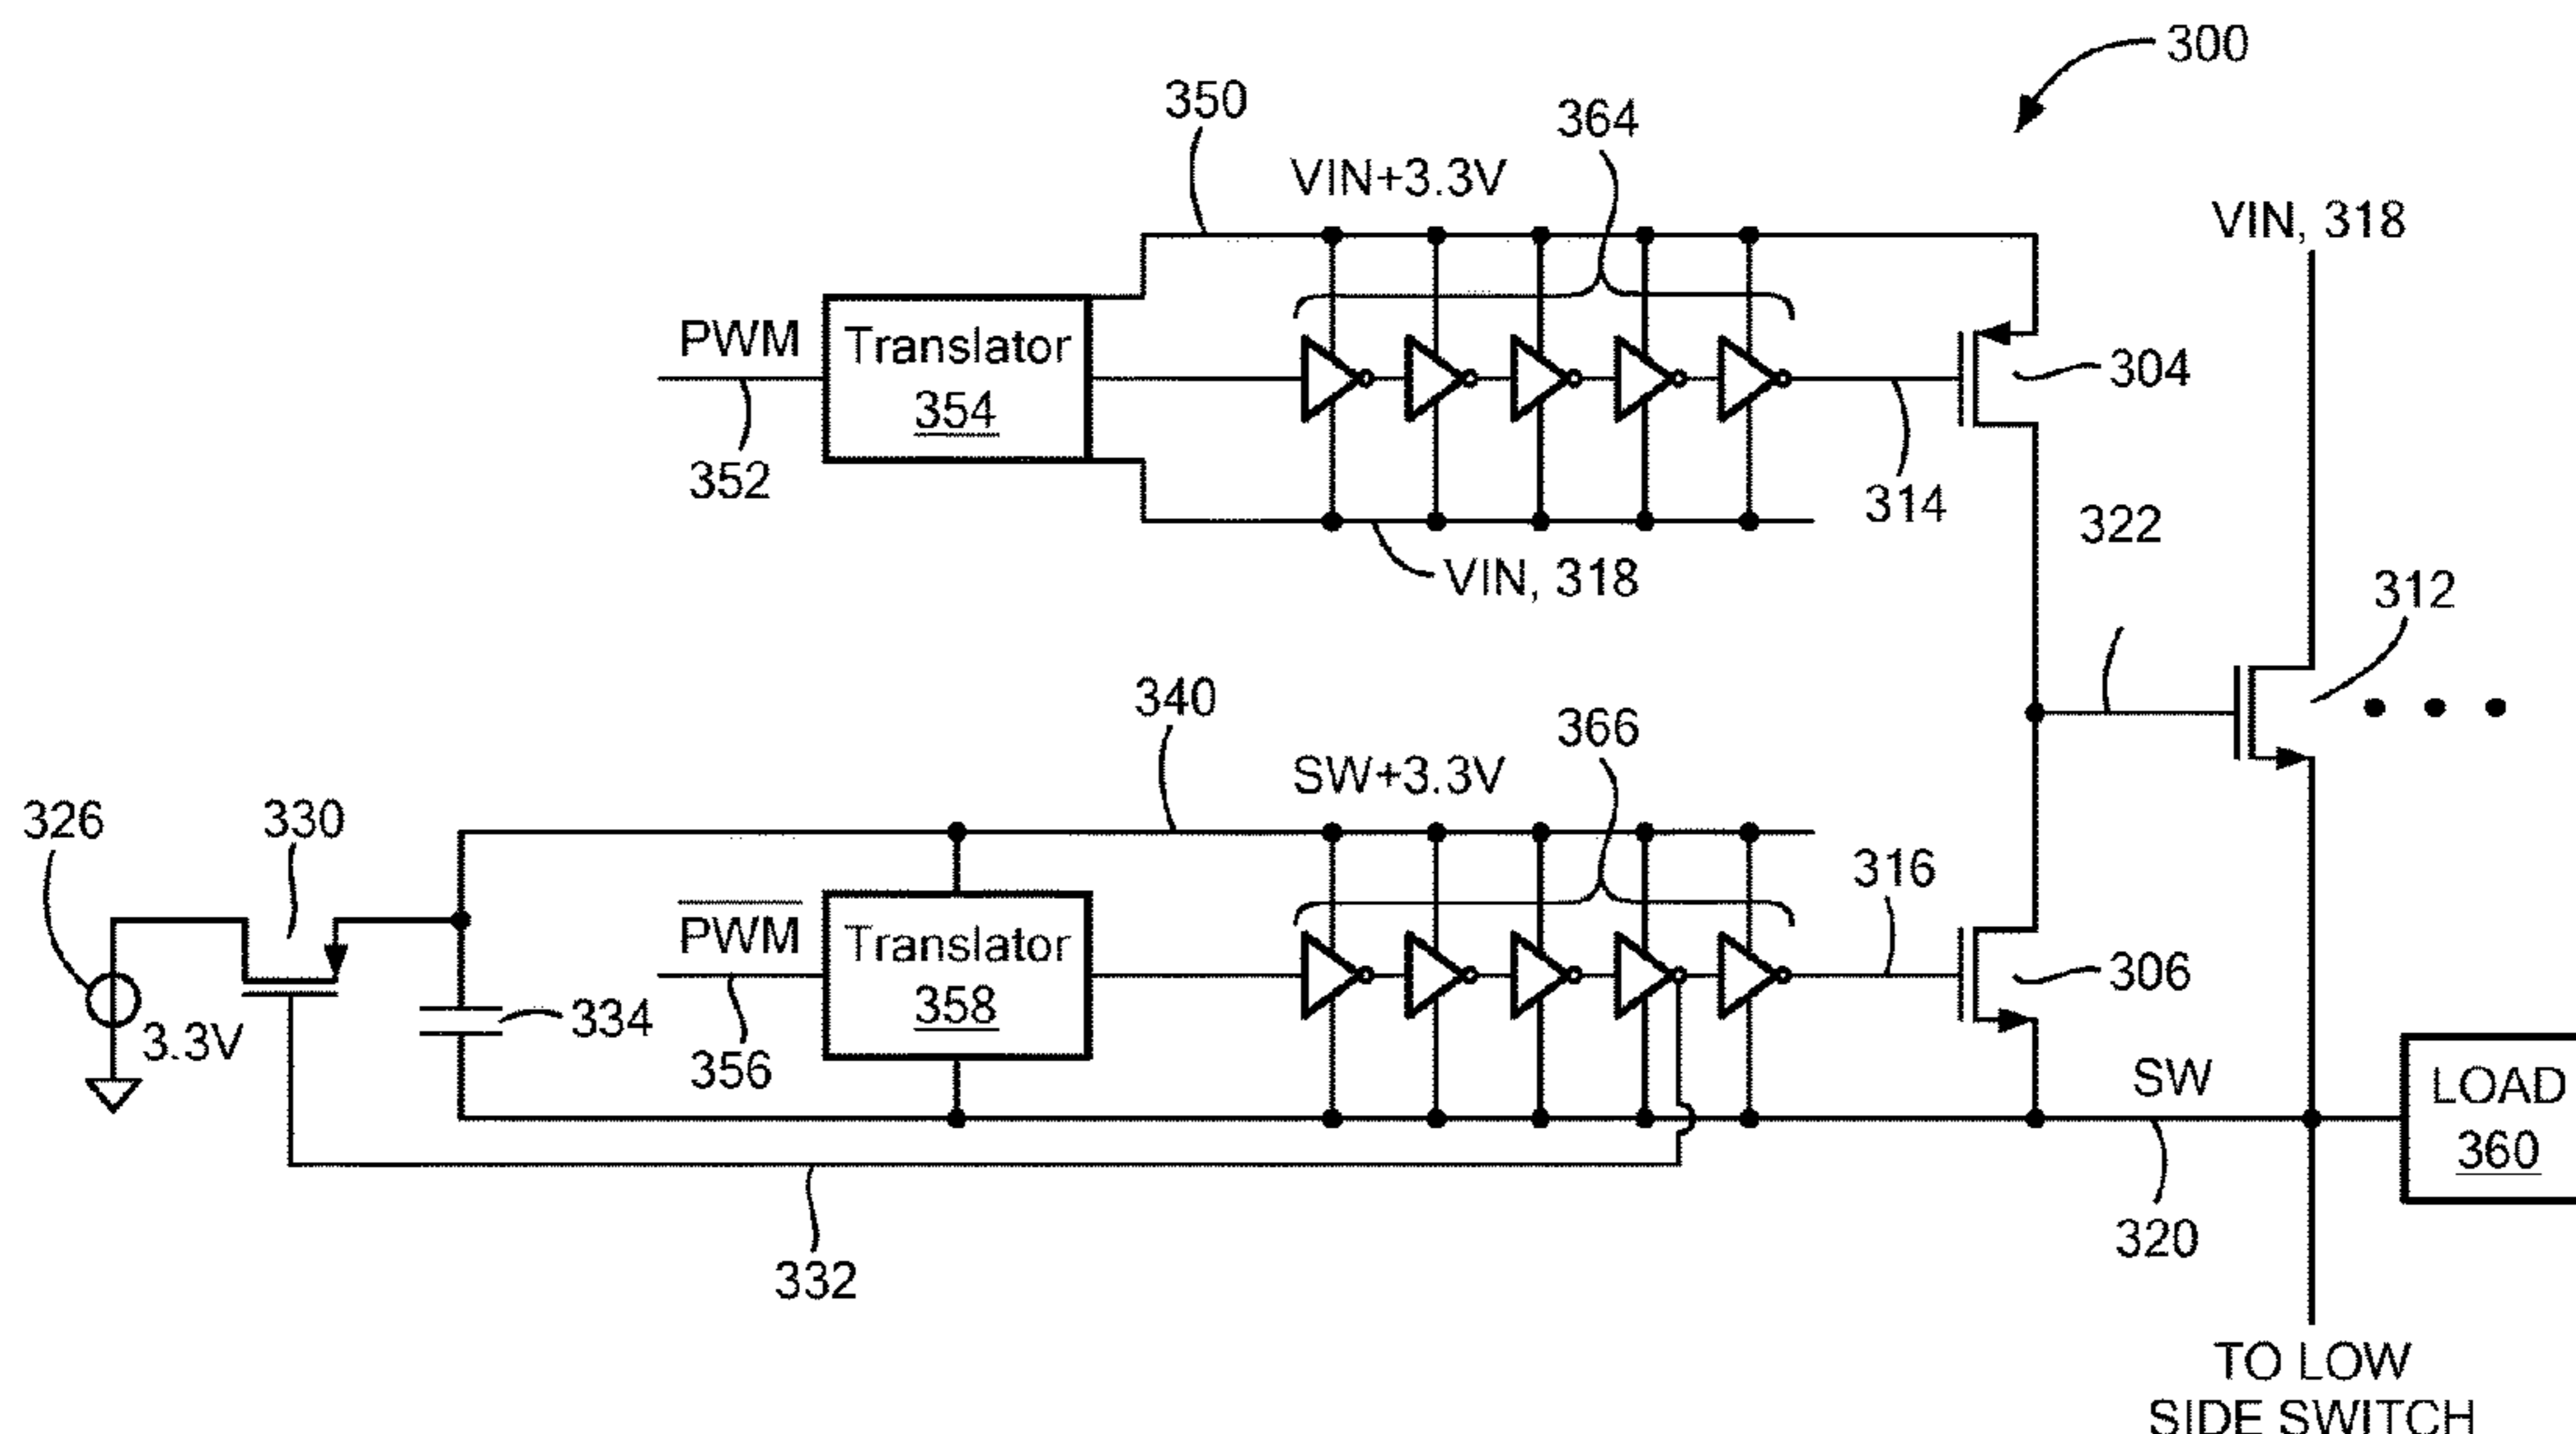 300
350
364
VIN+3.3V
VIN, 318
PWM
Translator
354
304
352
314
322
VIN, 318
312
340
366
SW+3.3V
326
330
316
PWM
Translator
358
306
334
3.3V
356
SW
LOAD
360
320
332
TO LOW
SIDE SWITCH